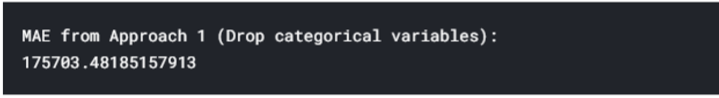 MAE from Approach 1 (Drop categorical variables):
175703.48185157913